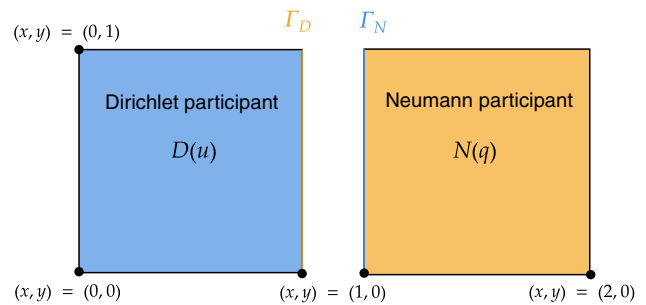 Γ_D Γ_N
(x, y) = (0, 1)
Dirichlet participant Neumann participant
D(u) N(q)
(x, y) = (0, 0) (x, y) = (1, 0) (x, y) = (2, 0)